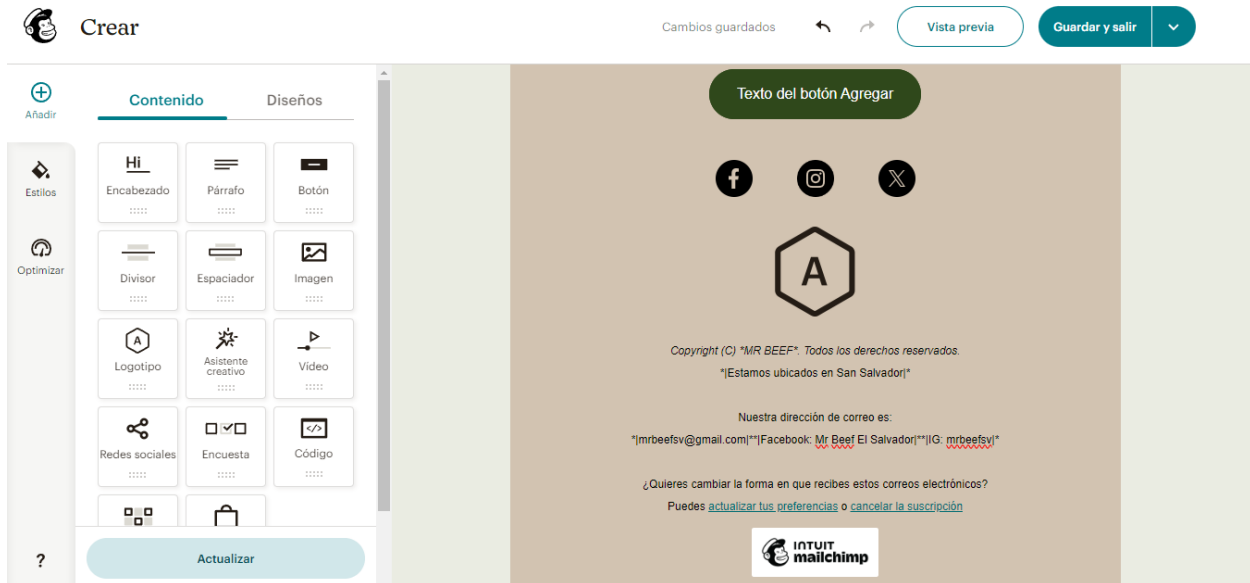 Crear
Cambios guardados
Vista previa
Guardar y salir
Añadir
Estilos
Optimizar
?
Contenido
Diseños
Hi
Encabezado
Párrafo
Botón
Divisor
Espaciador
Imagen
A
Logotipo
Asistente
creativo
Vídeo
Redes sociales
Encuesta
</>
Código
Actualizar
Texto del botón Agregar
A
Copyright (C) *MR BEEF*. Todos los derechos reservados.
*|Estamos ubicados en San Salvador|*
Nuestra dirección de correo es:
*|mrbeefsv@gmail.com|**|Facebook: Mr Beef El Salvador|**|IG: mrbeefsv|*
¿Quieres cambiar la forma en que recibes estos correos electrónicos?
Puedes actualizar tus preferencias o cancelar la suscripción
INTUIT
mailchimp